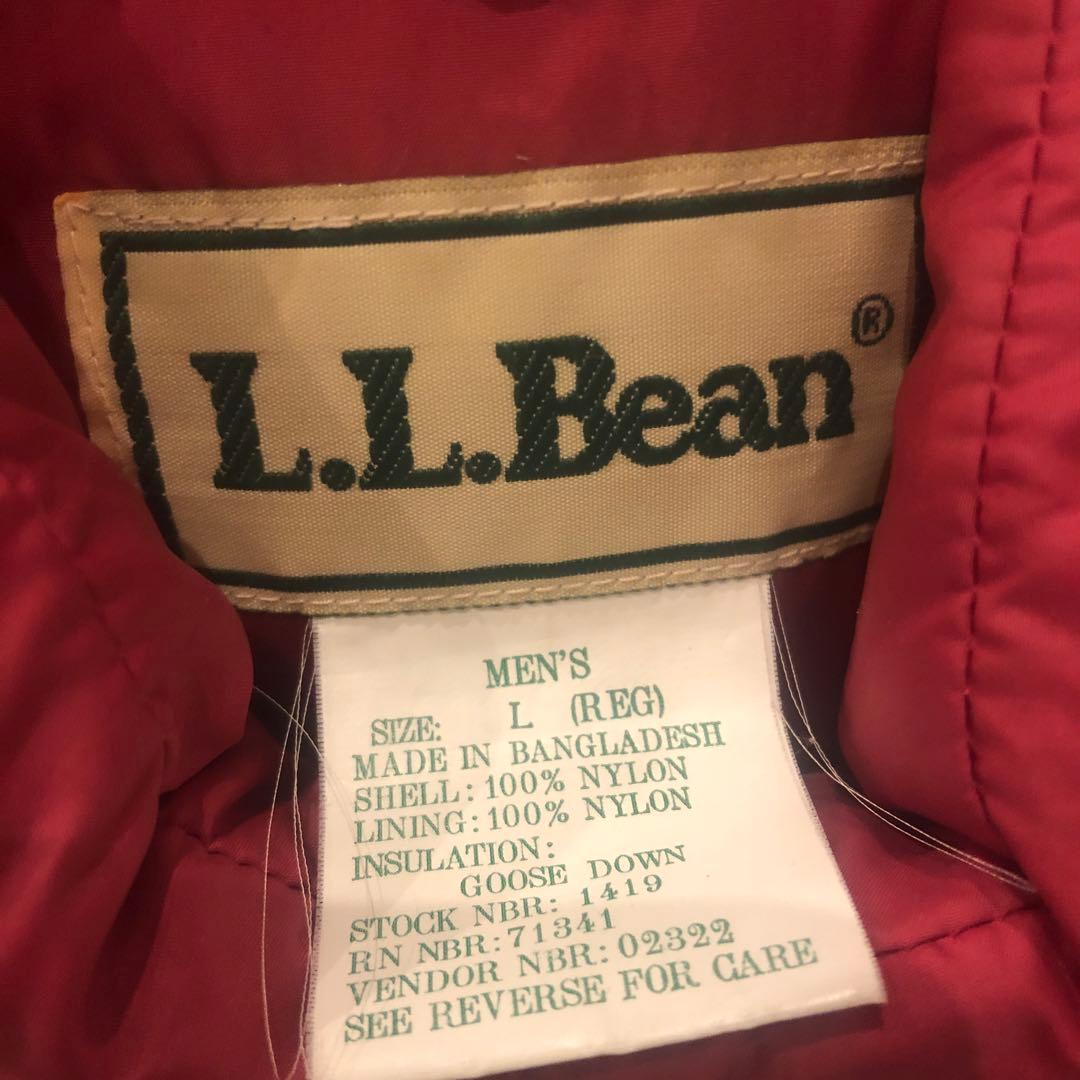 L.L.Bean®
MEN'S
SIZE: L (REG)
MADE IN BANGLADESH
SHELL: 100% NYLON
LINING: 100% NYLON
INSULATION:
GOOSE DOWN
STOCK NBR: 1419
RN NBR: 71341
VENDOR NBR: 02322
SEE REVERSE FOR CARE